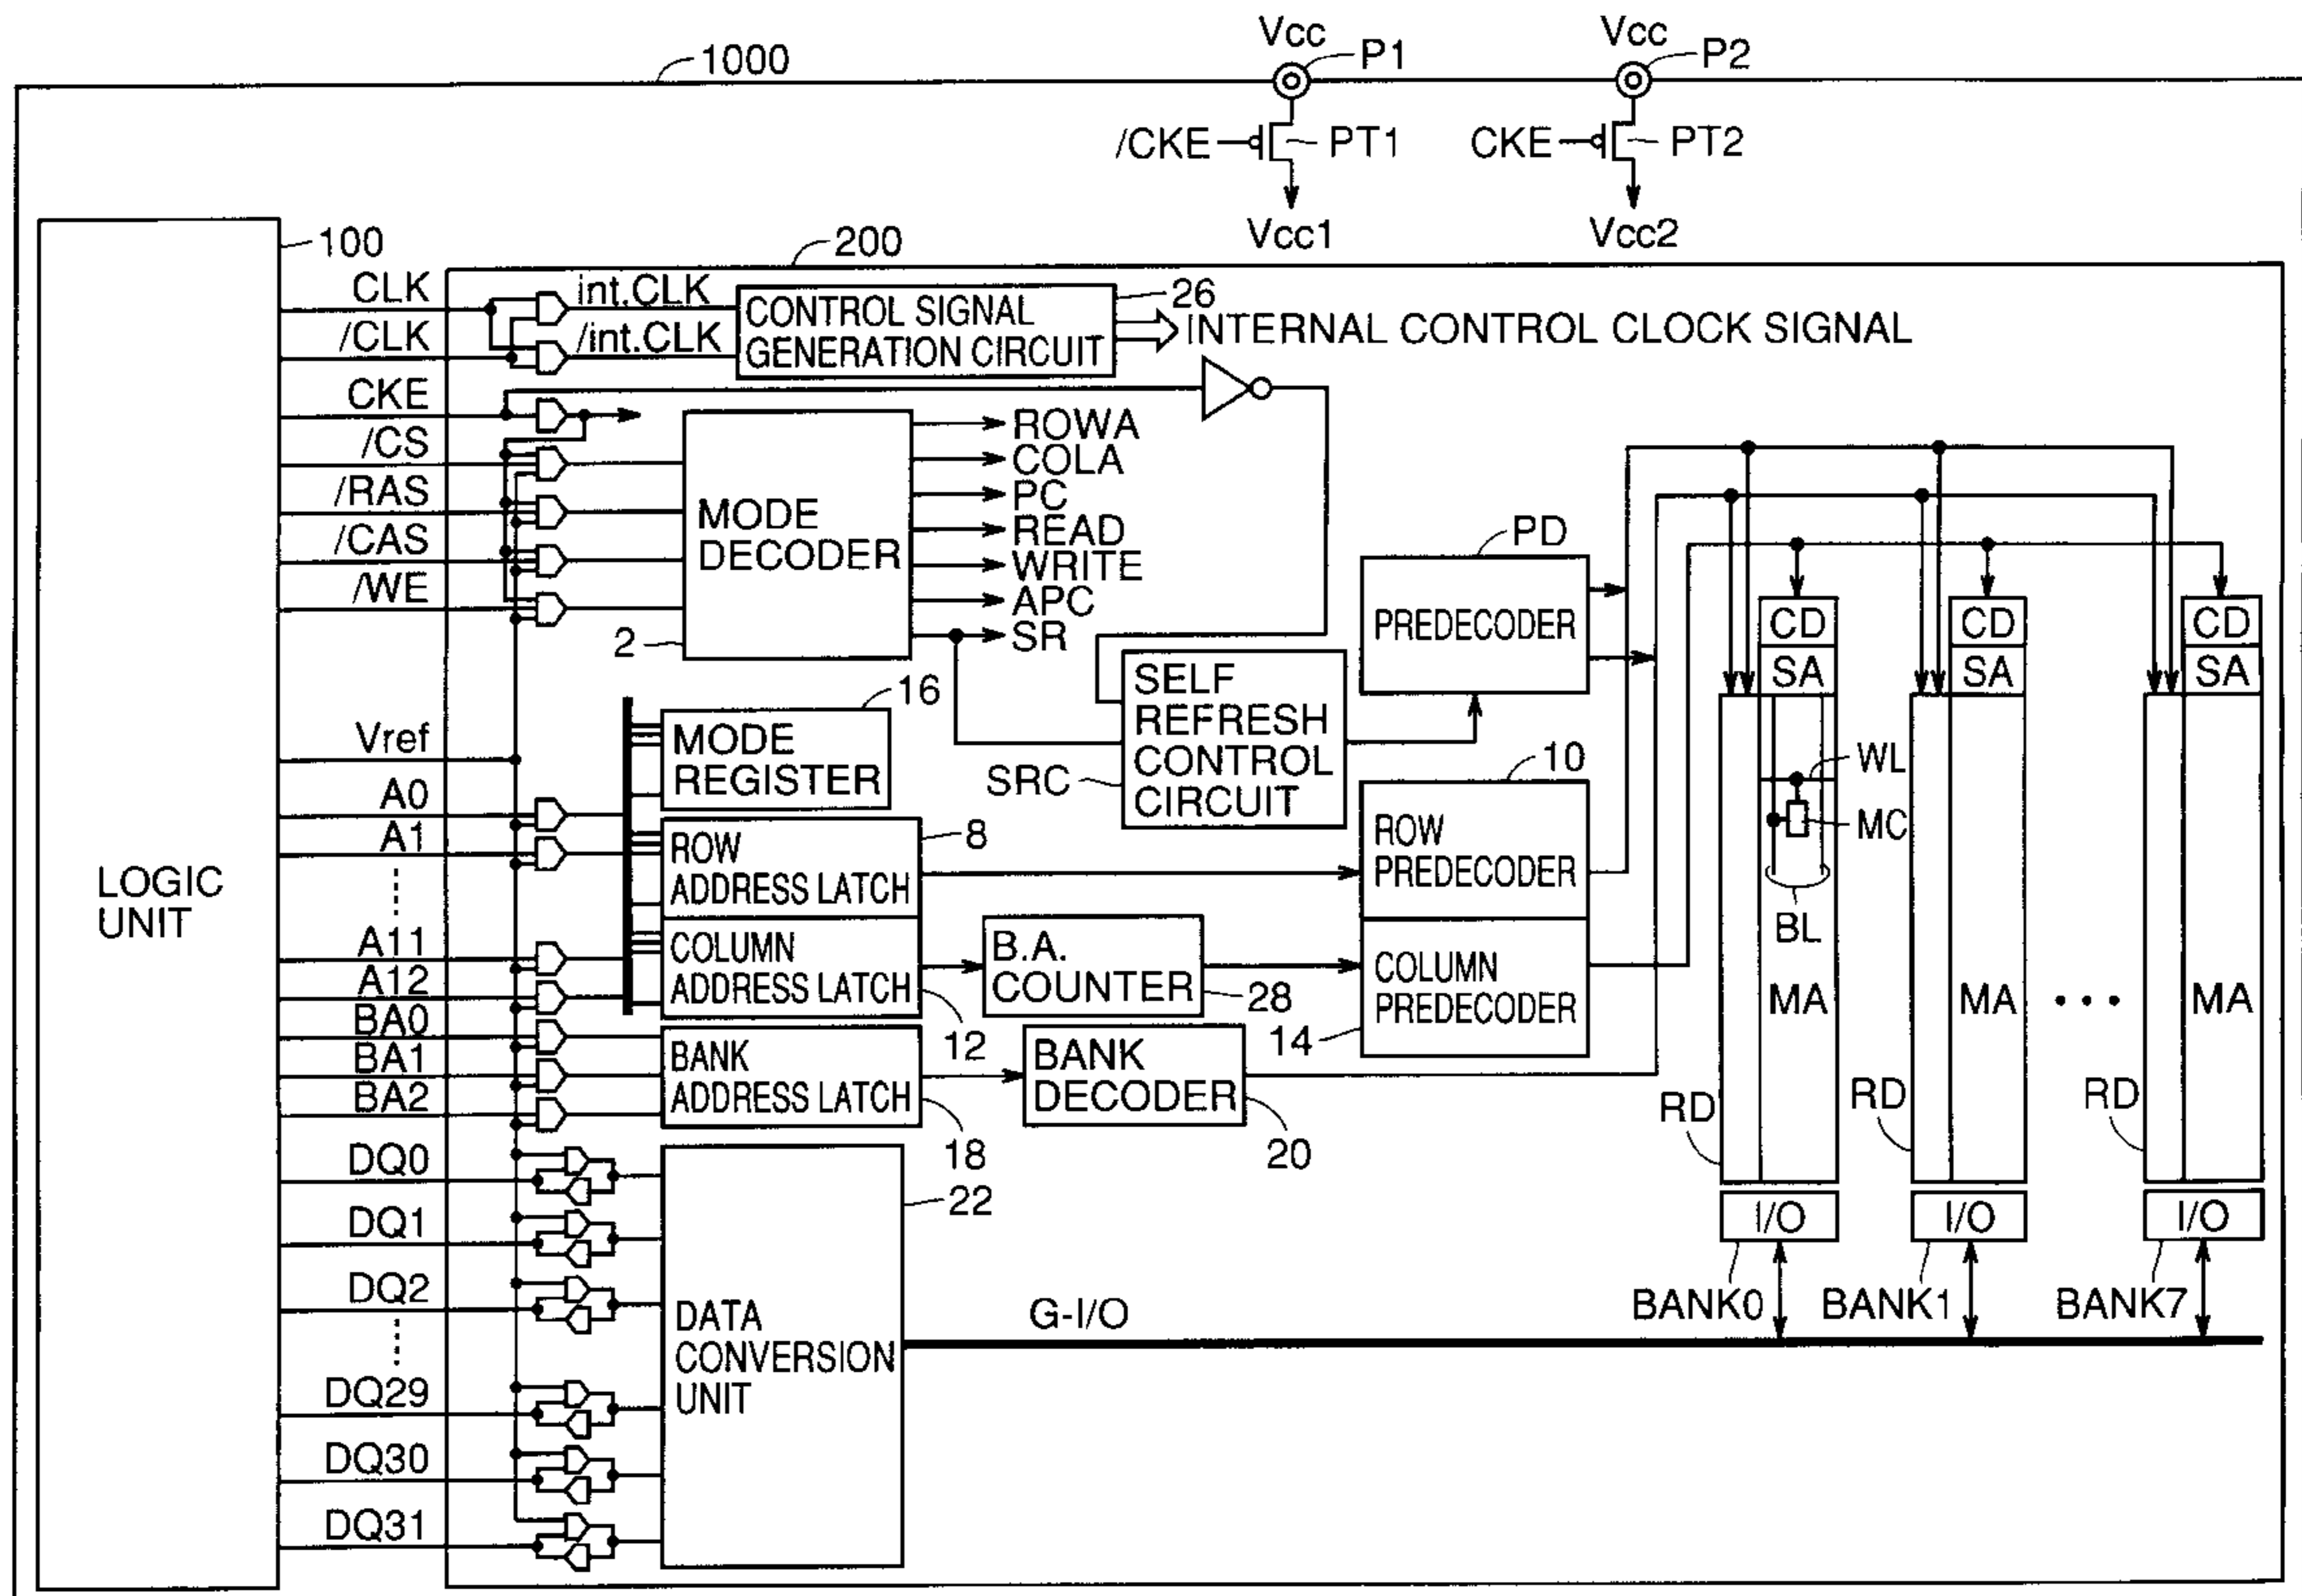 1000
Vcc
P1
Vcc
P2
/CKE
PT1
CKE
PT2
Vcc1
Vcc2
100
200
LOGIC
UNIT
CLK
/CLK
CKE
/CS
/RAS
/CAS
/WE
Vref
A0
A1
A11
A12
BA0
BA1
BA2
DQ0
DQ1
DQ2
DQ29
DQ30
DQ31
int.CLK
/int.CLK
CONTROL SIGNAL
GENERATION CIRCUIT
26
INTERNAL CONTROL CLOCK SIGNAL
MODE
DECODER
2
ROWA
COLA
PC
READ
WRITE
APC
SR
MODE
REGISTER
16
SELF
REFRESH
CONTROL
CIRCUIT
SRC
PD
PREDECODER
ROW
ADDRESS LATCH
8
COLUMN
ADDRESS LATCH
12
B.A.
COUNTER
28
ROW
PREDECODER
10
COLUMN
PREDECODER
14
BANK
ADDRESS LATCH
18
BANK
DECODER
20
DATA
CONVERSION
UNIT
22
G-I/O
CD
SA
WL
MC
BL
MA
RD
I/O
BANK0
CD
SA
MA
RD
I/O
BANK1
CD
SA
MA
RD
I/O
BANK7